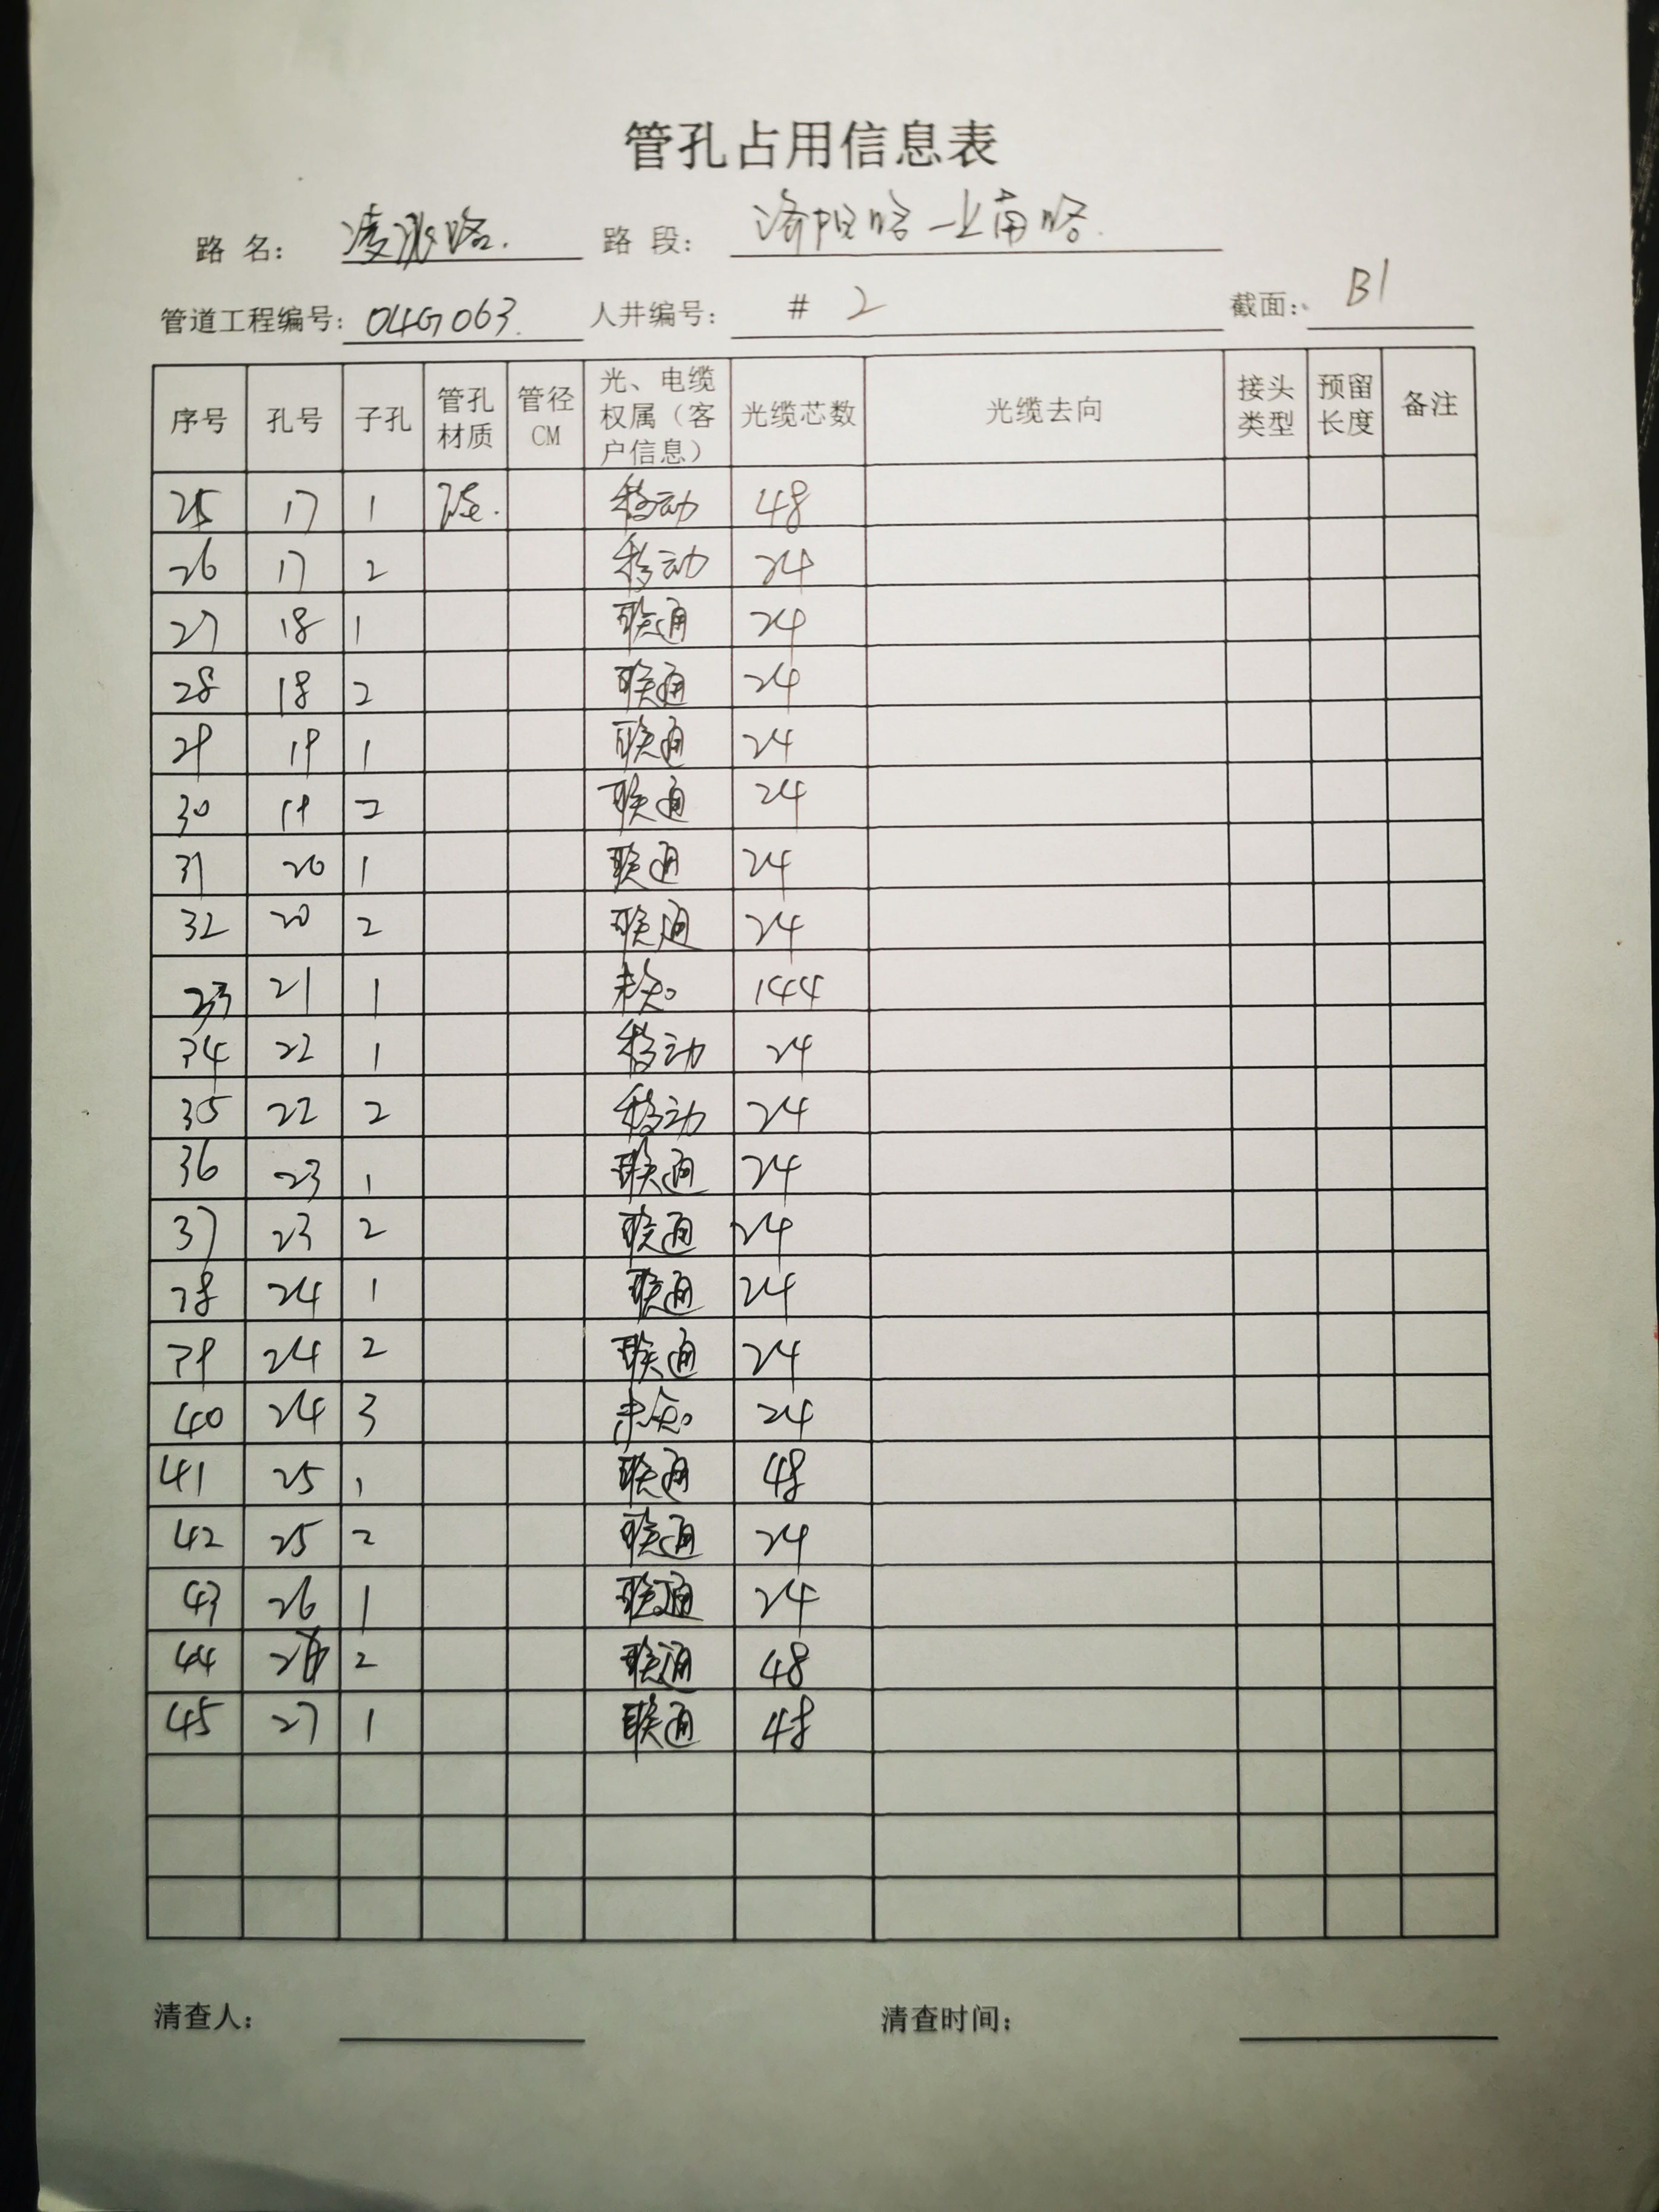 管孔占用信息表
路 名： 凌兆路. 路 段： 洛阳路—上南路.
管道工程编号：04G063. 人井编号： # 2 截面： B1
序号 孔号 子孔 管孔材质 管径CM 光、电缆权属（客户信息） 光缆芯数 光缆去向 接头类型 预留长度 备注
25 17 1 移动 48
26 17 2 移动 24
27 18 1 联通 24
28 18 2 联通 24
29 19 1 联通 24
30 19 2 联通 24
31 20 1 联通 24
32 20 2 联通 24
33 21 1 未知 144
34 22 1 移动 24
35 22 2 移动 24
36 23 1 联通 24
37 23 2 联通 24
38 24 1 联通 24
39 24 2 联通 24
40 24 3 未知 24
41 25 1 联通 48
42 25 2 联通 24
43 26 1 联通 24
44 26 2 联通 48
45 27 1 联通 48
清查人： 清查时间：